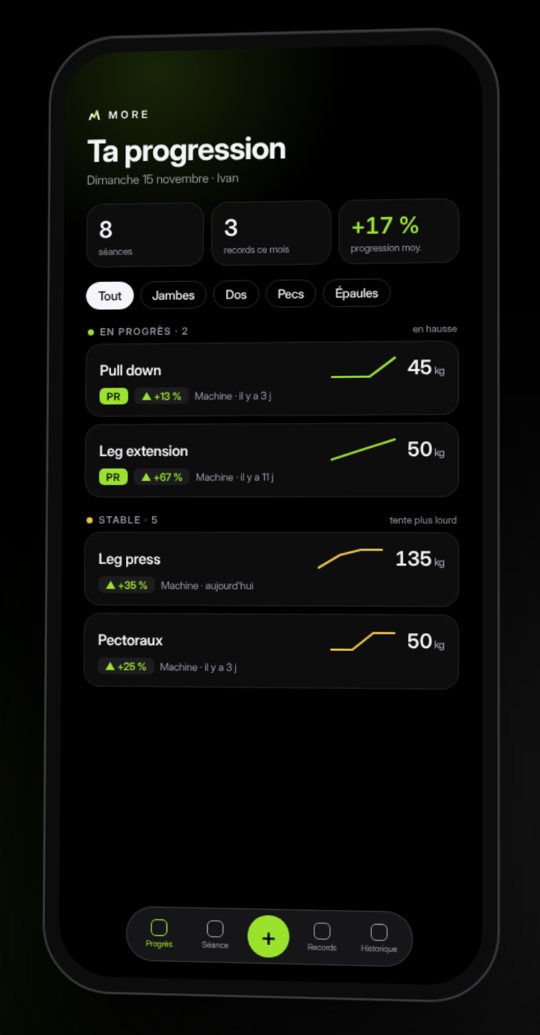 MORE
Ta progression
Dimanche 15 novembre · Ivan
8
séances
3
records ce mois
+17 %
progression moy.
Tout
Jambes
Dos
Pecs
Épaules
EN PROGRÈS · 2
en hausse
Pull down
45 kg
PR ▲ +13 % Machine · il y a 3 j
Leg extension
50 kg
PR ▲ +67 % Machine · il y a 11 j
STABLE · 5
tente plus lourd
Leg press
135 kg
▲ +35 % Machine · aujourd'hui
Pectoraux
50 kg
▲ +25 % Machine · il y a 3 j
Progrès
Séance
+
Records
Historique